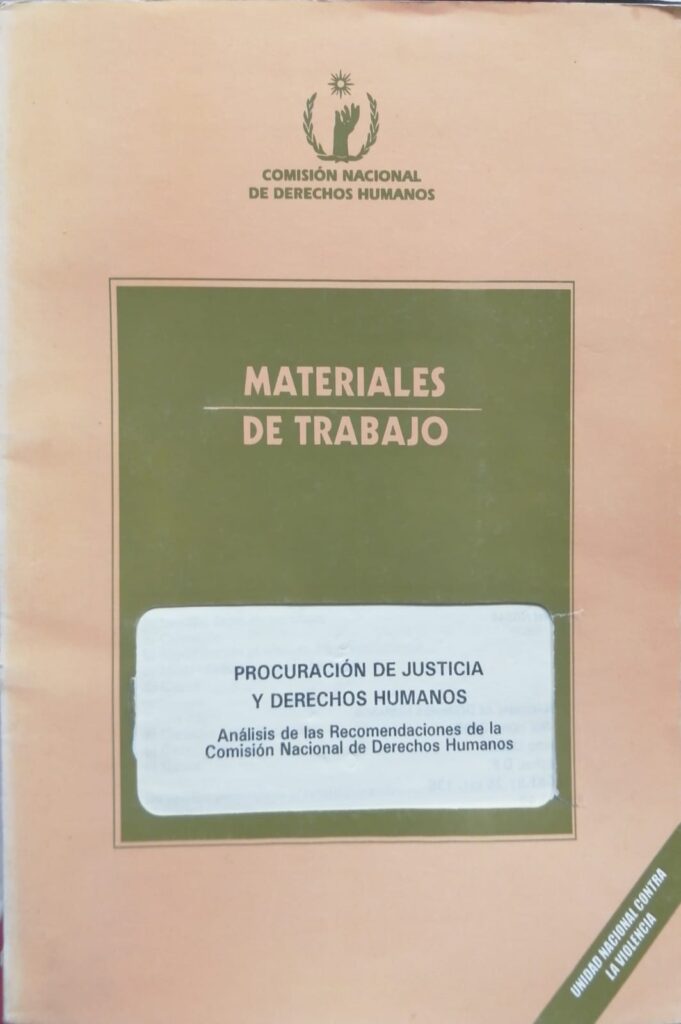 COMISIÓN NACIONAL
DE DERECHOS HUMANOS
MATERIALES
DE TRABAJO
PROCURACIÓN DE JUSTICIA
Y DERECHOS HUMANOS
Análisis de las Recomendaciones de la
Comisión Nacional de Derechos Humanos
UNIDAD NACIONAL CONTRA
LA VIOLENCIA